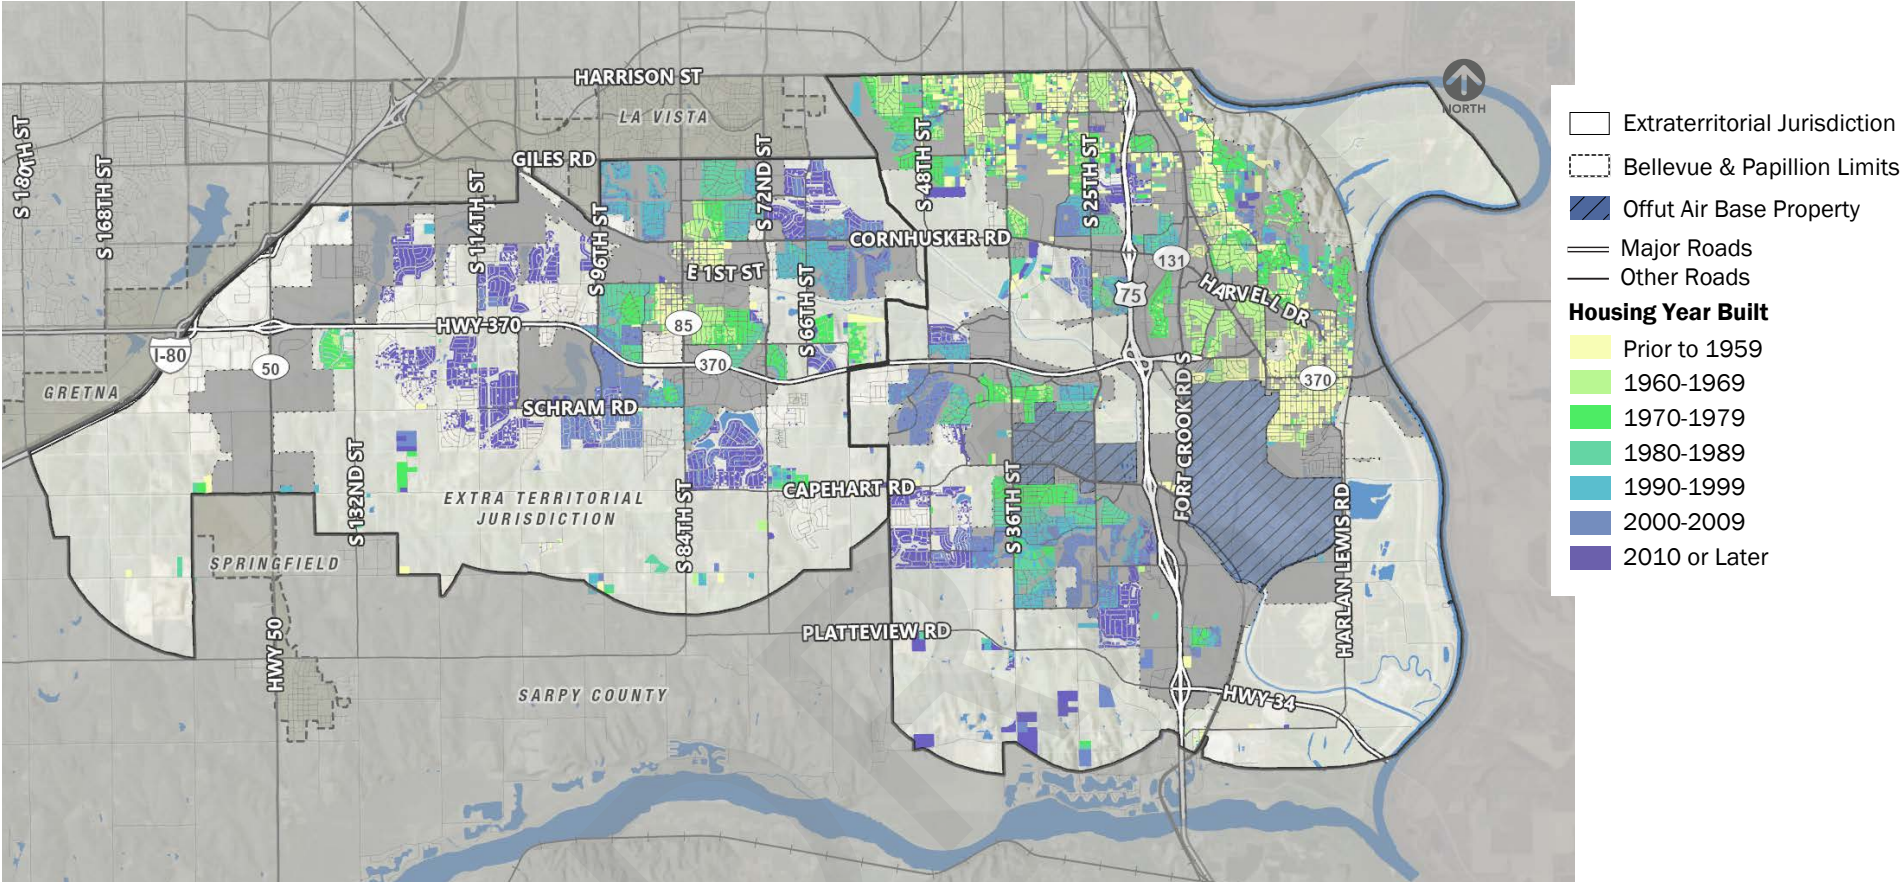 HARRISON ST
LA VISTA
NORTH
GILES RD
S 180TH ST
S 168TH ST
S 114TH ST
S 96TH ST
S 72ND ST
S 48TH ST
S 25TH ST
CORNHUSKER RD
E 1ST ST
S 66TH ST
131
75
HARVELL DR
HWY-370
85
I-80
50
370
370
GRETNA
SCHRAM RD
FORT CROOK RD S
S 132ND ST
EXTRA TERRITORIAL
JURISDICTION
S 84TH ST
CAPEHART RD
S 36TH ST
HARLAN LEWIS RD
SPRINGFIELD
HWY 50
PLATTEVIEW RD
SARPY COUNTY
HWY-34
Extraterritorial Jurisdiction
Bellevue & Papillion Limits
Offut Air Base Property
Major Roads
Other Roads
Housing Year Built
Prior to 1959
1960-1969
1970-1979
1980-1989
1990-1999
2000-2009
2010 or Later